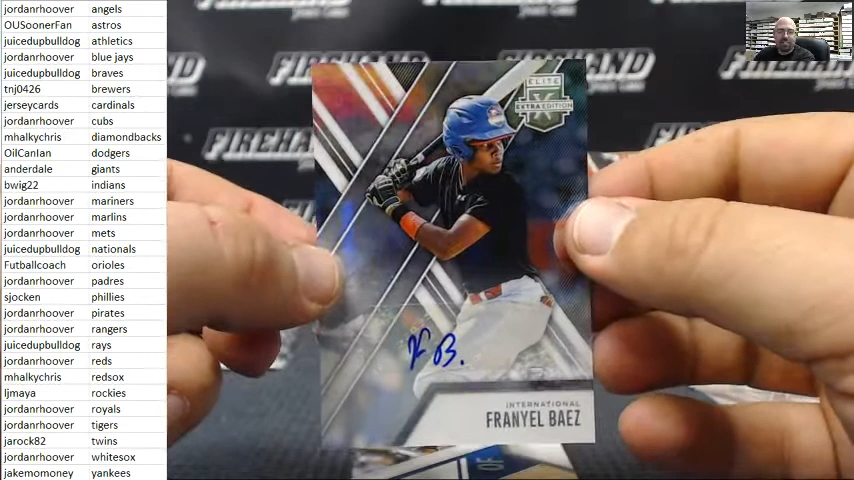 jordanrhoover angels
OUSoonerFan astros
juicedupbulldog athletics
jordanrhoover blue jays
juicedupbulldog braves
tnj0426 brewers
jerseycards cardinals
jordanrhoover cubs
mhalkychris diamondbacks
OilCanIan dodgers
anderdale giants
bwig22 indians
jordanrhoover mariners
jordanrhoover marlins
jordanrhoover mets
juicedupbulldog nationals
Futballcoach orioles
jordanrhoover padres
sjocken phillies
jordanrhoover pirates
jordanrhoover rangers
juicedupbulldog rays
jordanrhoover reds
mhalkychris redsox
ljmaya rockies
jordanrhoover royals
jordanrhoover tigers
jarock82 twins
jordanrhoover whitesox
jakemomoney yankees
FIREHAND
FIREHAND
ELITE
X
EXTRA EDITION
F B.
INTERNATIONAL
FRANYEL BAEZ
OF